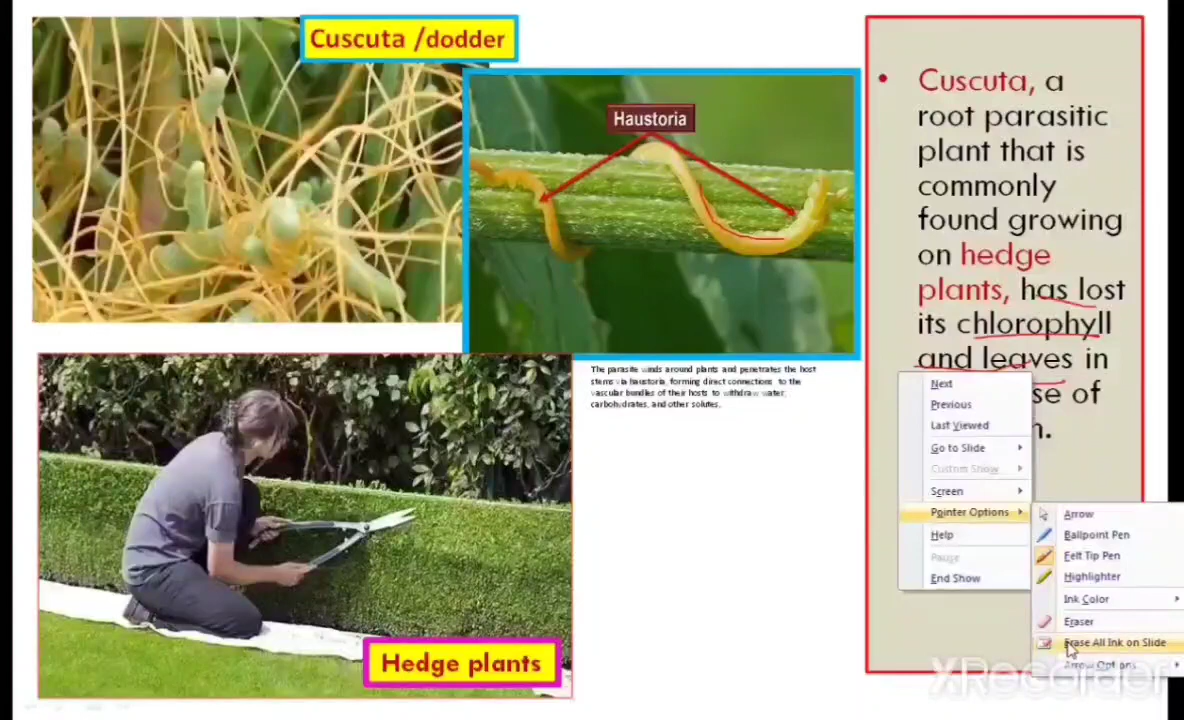 Cuscuta /dodder
Haustoria
The parasite winds around plants and penetrates the host
stems via haustoria, forming direct connections to the
vascular bundles of their hosts to withdraw water,
carbohydrates, and other solutes.
Hedge plants
• Cuscuta, a
root parasitic
plant that is
commonly
found growing
on hedge
plants, has lost
its chlorophyll
and leaves in
se of
Next
Previous
Last Viewed
Go to Slide
Custom Show
Screen
Pointer Options
Help
Pause
End Show
Arrow
Ballpoint Pen
Felt Tip Pen
Highlighter
Ink Color
Eraser
Erase All Ink on Slide
Arrow Options
XRecorder